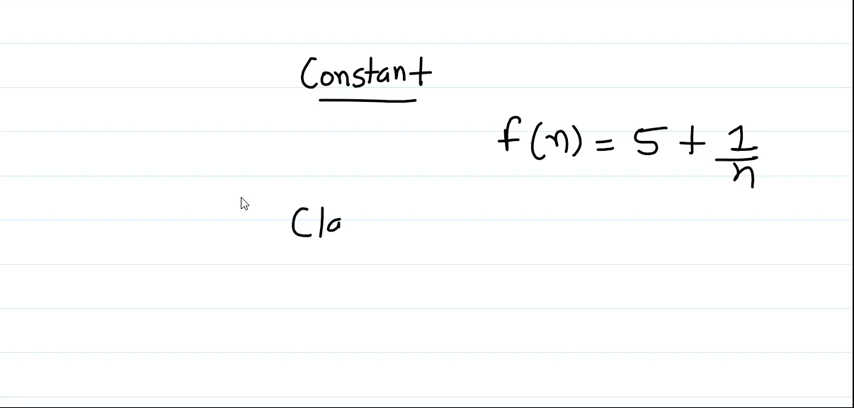 Constant
f(n) = 5 + 1/n
Cla